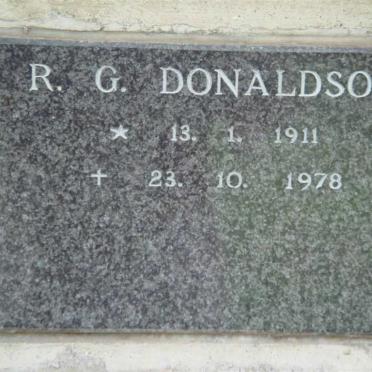 R. G. DONALDSO
* 13. 1. 1911
+ 23. 10. 1978